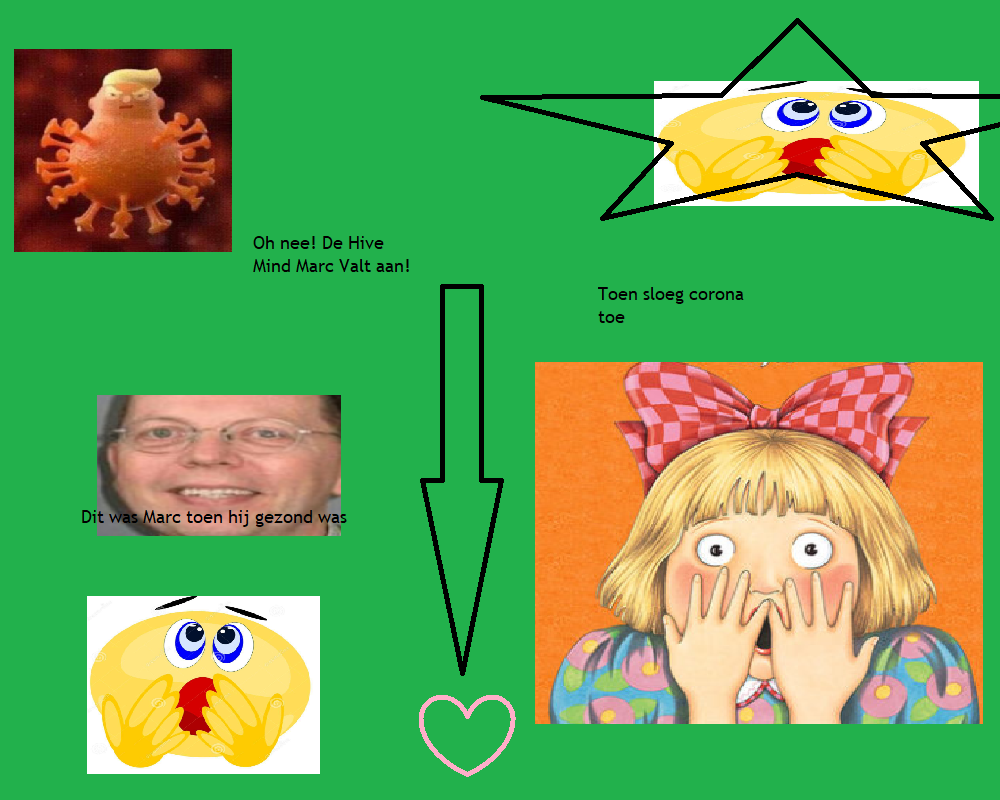 Oh nee! De Hive
Mind Marc Valt aan!
Toen sloeg corona
toe
Dit was Marc toen hij gezond was